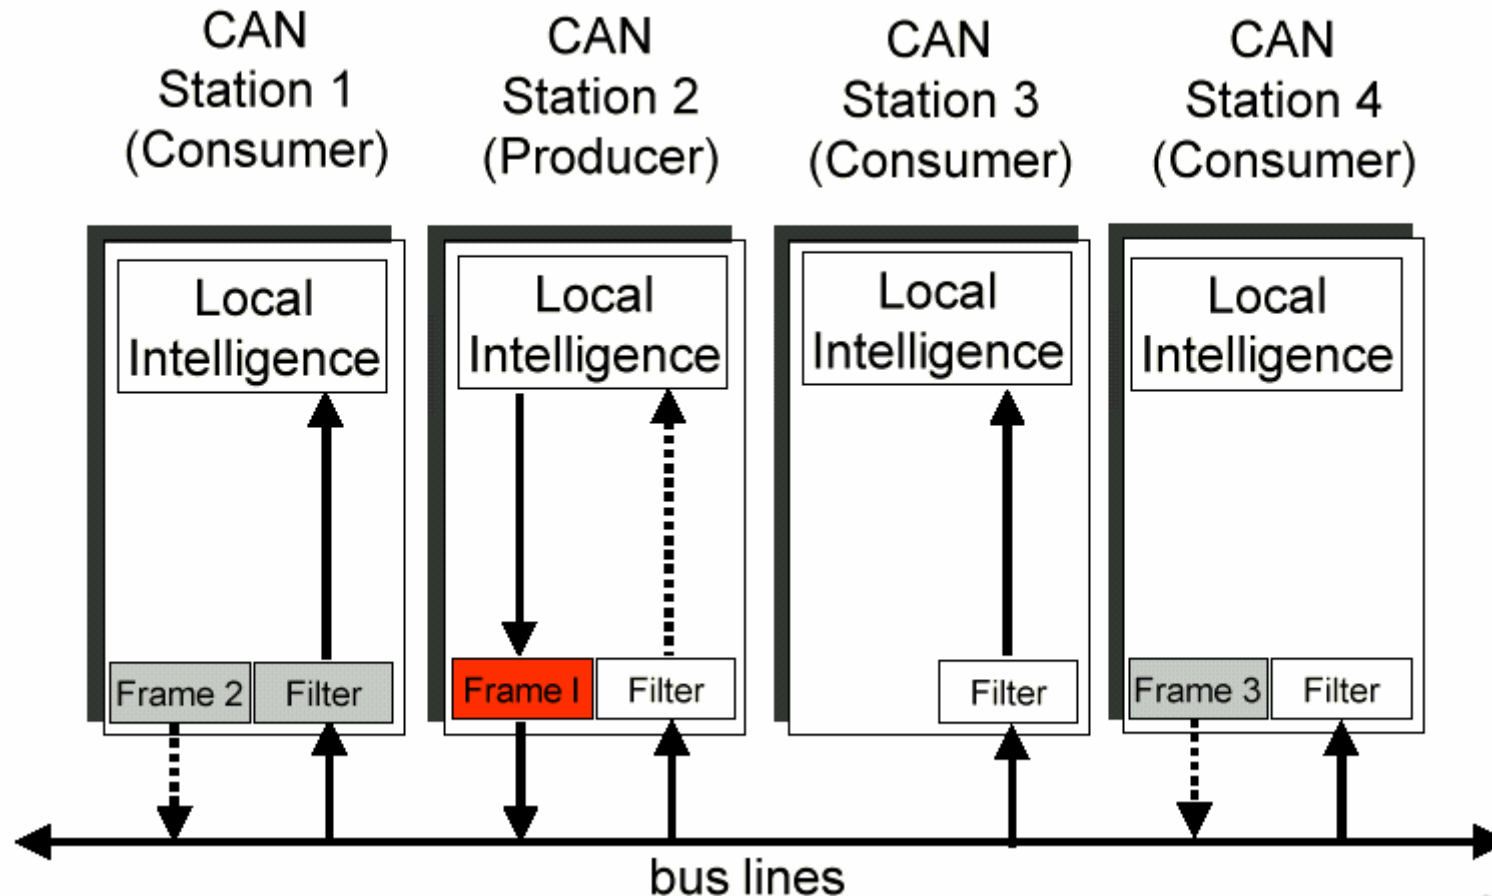 CAN
Station 1
(Consumer)
CAN
Station 2
(Producer)
CAN
Station 3
(Consumer)
CAN
Station 4
(Consumer)
Local
Intelligence
Local
Intelligence
Local
Intelligence
Local
Intelligence
Frame 2
Filter
Frame I
Filter
Filter
Frame 3
Filter
bus lines